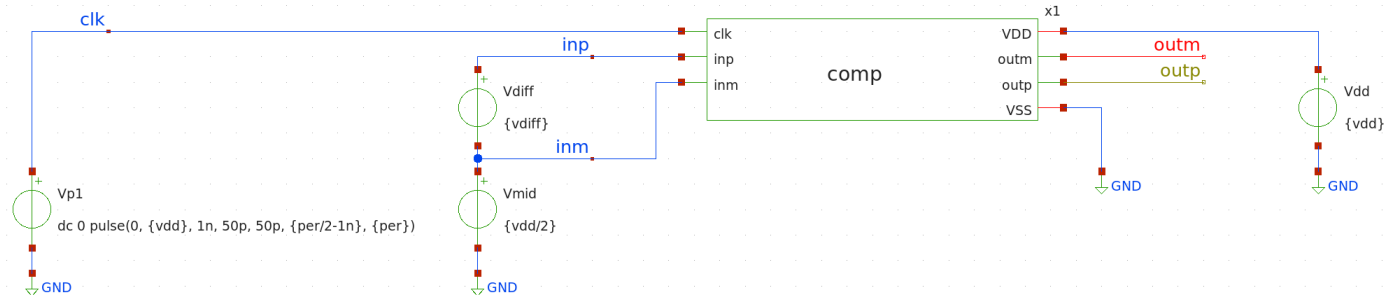 x1
clk
clk
VDD
inp
inp
outm
outm
inm
comp
outp
outp
Vdiff
{vdiff}
VSS
Vdd
{vdd}
inm
Vp1
dc 0 pulse(0, {vdd}, 1n, 50p, 50p, {per/2-1n}, {per})
Vmid
{vdd/2}
GND
GND
GND
GND
+
+
+
+